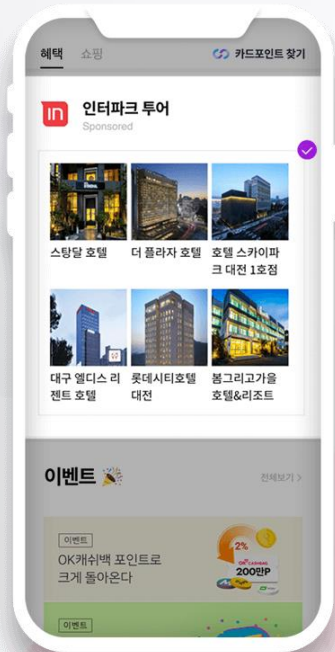 혜택 쇼핑 카드포인트 찾기
in 인터파크 투어
Sponsored
스탕달 호텔 더 플라자 호텔 호텔 스카이파
크 대전 1호점
대구 엘디스 리 롯데시티호텔 봄그리고가을
젠트 호텔 대전 호텔&리조트
이벤트 전체보기 >
이벤트
OK캐쉬백 포인트로
크게 돌아온다
2%
OK CASHBAG
200만P
이벤트